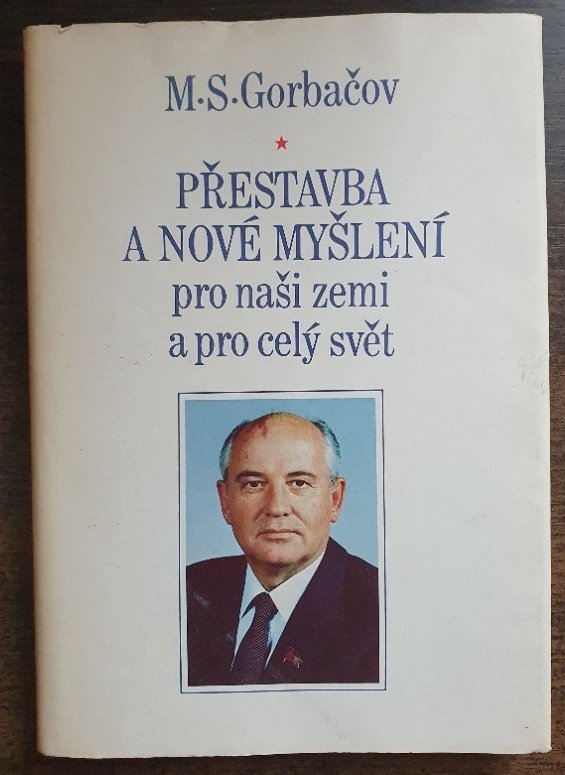 M·S·Gorbačov
PŘESTAVBA
A NOVÉ MYŠLENÍ
pro naši zemi
a pro celý svět